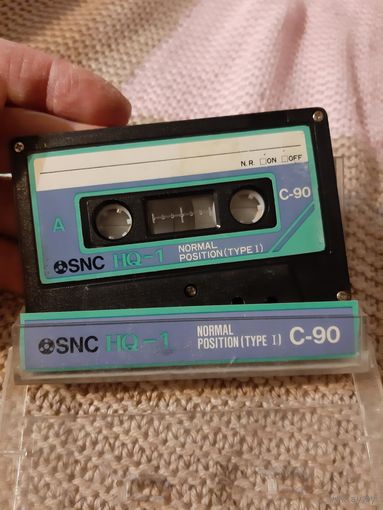 N.R. ☐ON ☐OFF
A
C-90
SNC HQ-1 NORMAL POSITION(TYPE I)
SNC HQ-1 NORMAL POSITION(TYPE I) C-90